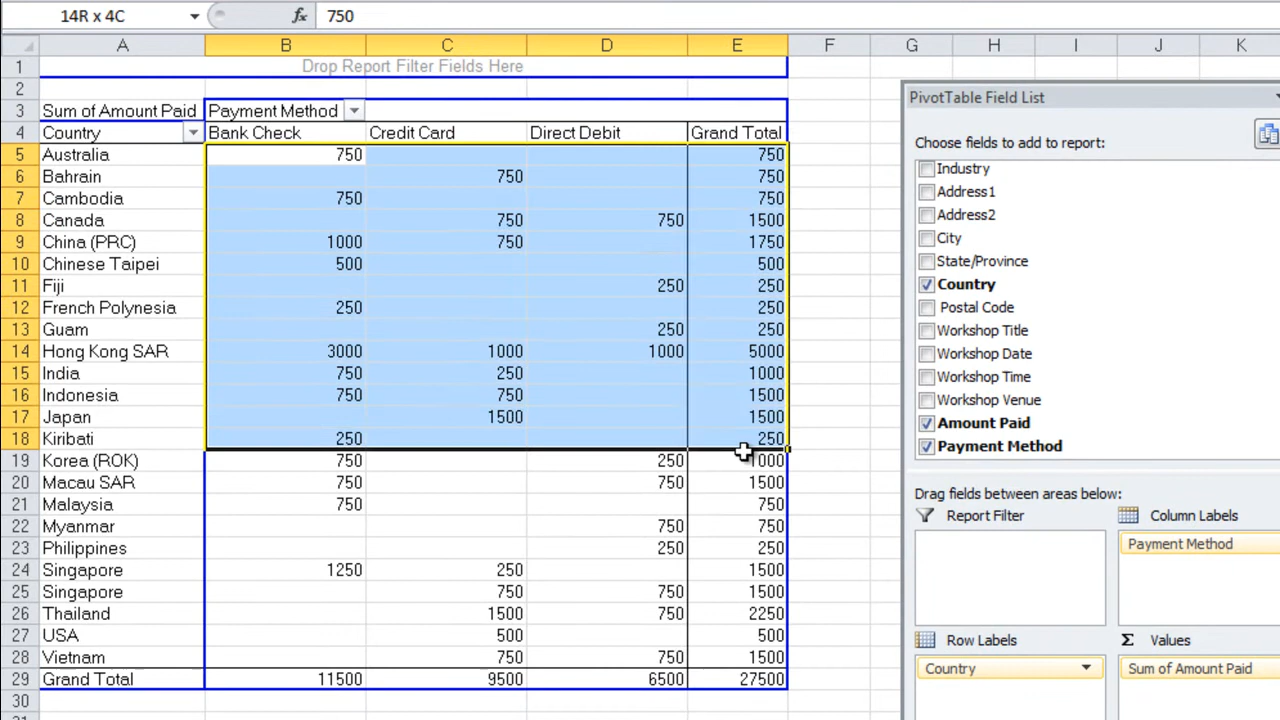 14R x 4C fx 750
A B C D E F G H I J K
1 Drop Report Filter Fields Here
2
3 Sum of Amount Paid Payment Method
4 Country Bank Check Credit Card Direct Debit Grand Total
5 Australia 750 750
6 Bahrain 750 750
7 Cambodia 750 750
8 Canada 750 750 1500
9 China (PRC) 1000 750 1750
10 Chinese Taipei 500 500
11 Fiji 250 250
12 French Polynesia 250 250
13 Guam 250 250
14 Hong Kong SAR 3000 1000 1000 5000
15 India 750 250 1000
16 Indonesia 750 750 1500
17 Japan 1500 1500
18 Kiribati 250 250
19 Korea (ROK) 750 250 1000
20 Macau SAR 750 750 1500
21 Malaysia 750 750
22 Myanmar 750 750
23 Philippines 250 250
24 Singapore 1250 250 1500
25 Singapore 750 750 1500
26 Thailand 1500 750 2250
27 USA 500 500
28 Vietnam 750 750 1500
29 Grand Total 11500 9500 6500 27500
30
PivotTable Field List
Choose fields to add to report:
Industry
Address1
Address2
City
State/Province
Country
Postal Code
Workshop Title
Workshop Date
Workshop Time
Workshop Venue
Amount Paid
Payment Method
Drag fields between areas below:
Report Filter Column Labels
Payment Method
Row Labels Σ Values
Country Sum of Amount Paid